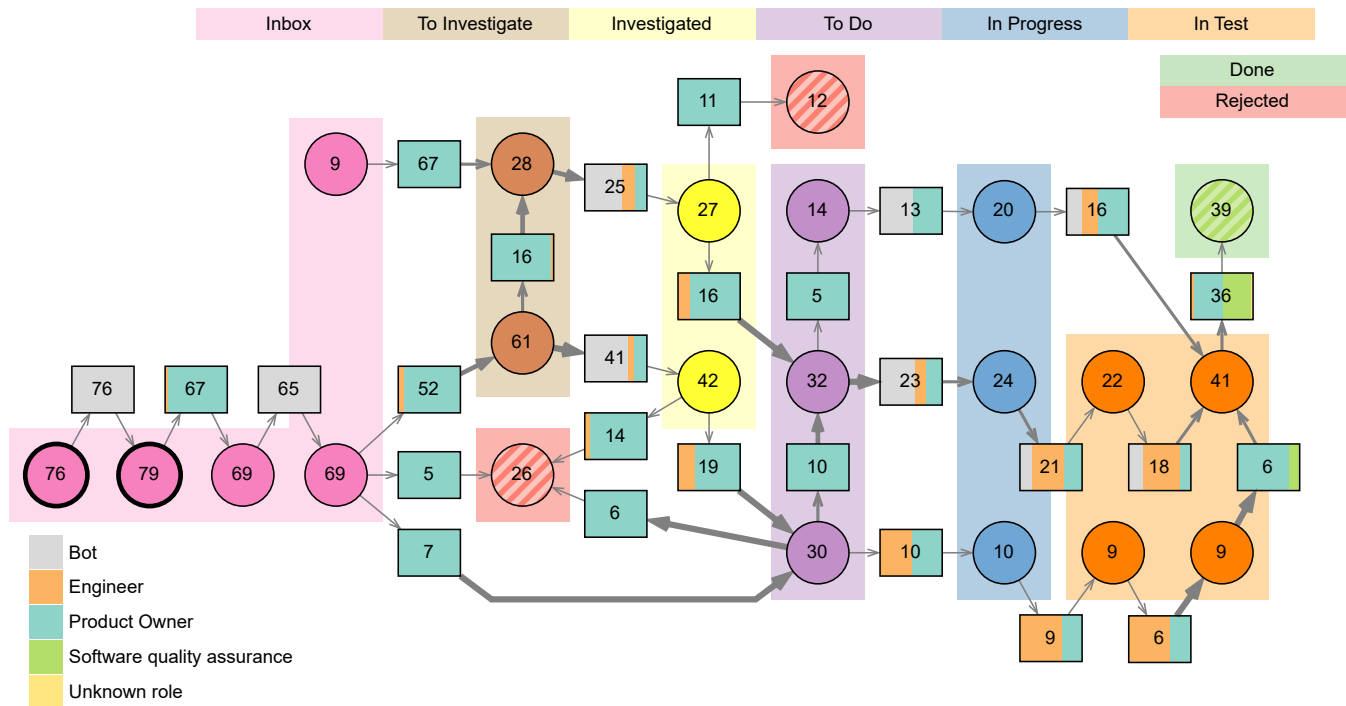 Inbox To Investigate Investigated To Do In Progress In Test
Done
Rejected
11 12
9 67 28 25 27 14 13 20 16 39
16 16 5 36
61 41 42 32 23 24 22 41
76 67 65 52
14
76 79 69 69 5 26 19 10 21 18 6
6
7 30 10 10 9 9
9 6
Bot
Engineer
Product Owner
Software quality assurance
Unknown role